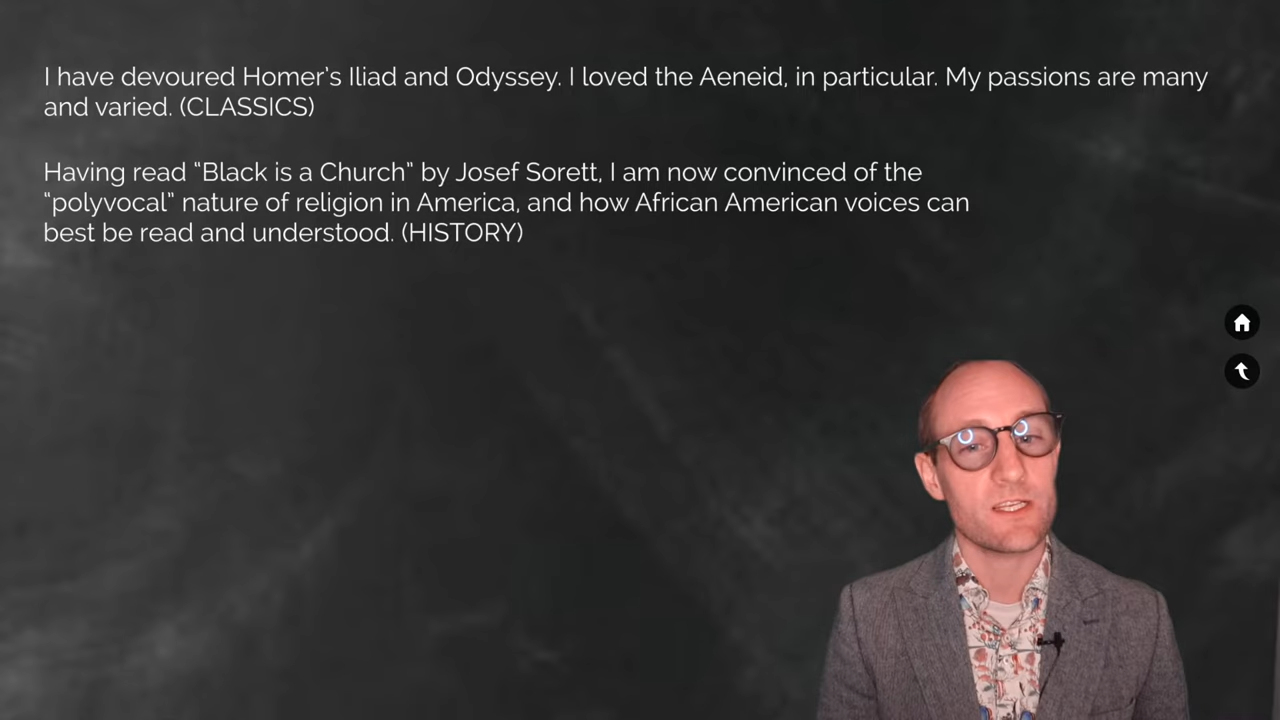 I have devoured Homer’s Iliad and Odyssey. I loved the Aeneid, in particular. My passions are many
and varied. (CLASSICS)
Having read “Black is a Church” by Josef Sorett, I am now convinced of the
“polyvocal” nature of religion in America, and how African American voices can
best be read and understood. (HISTORY)